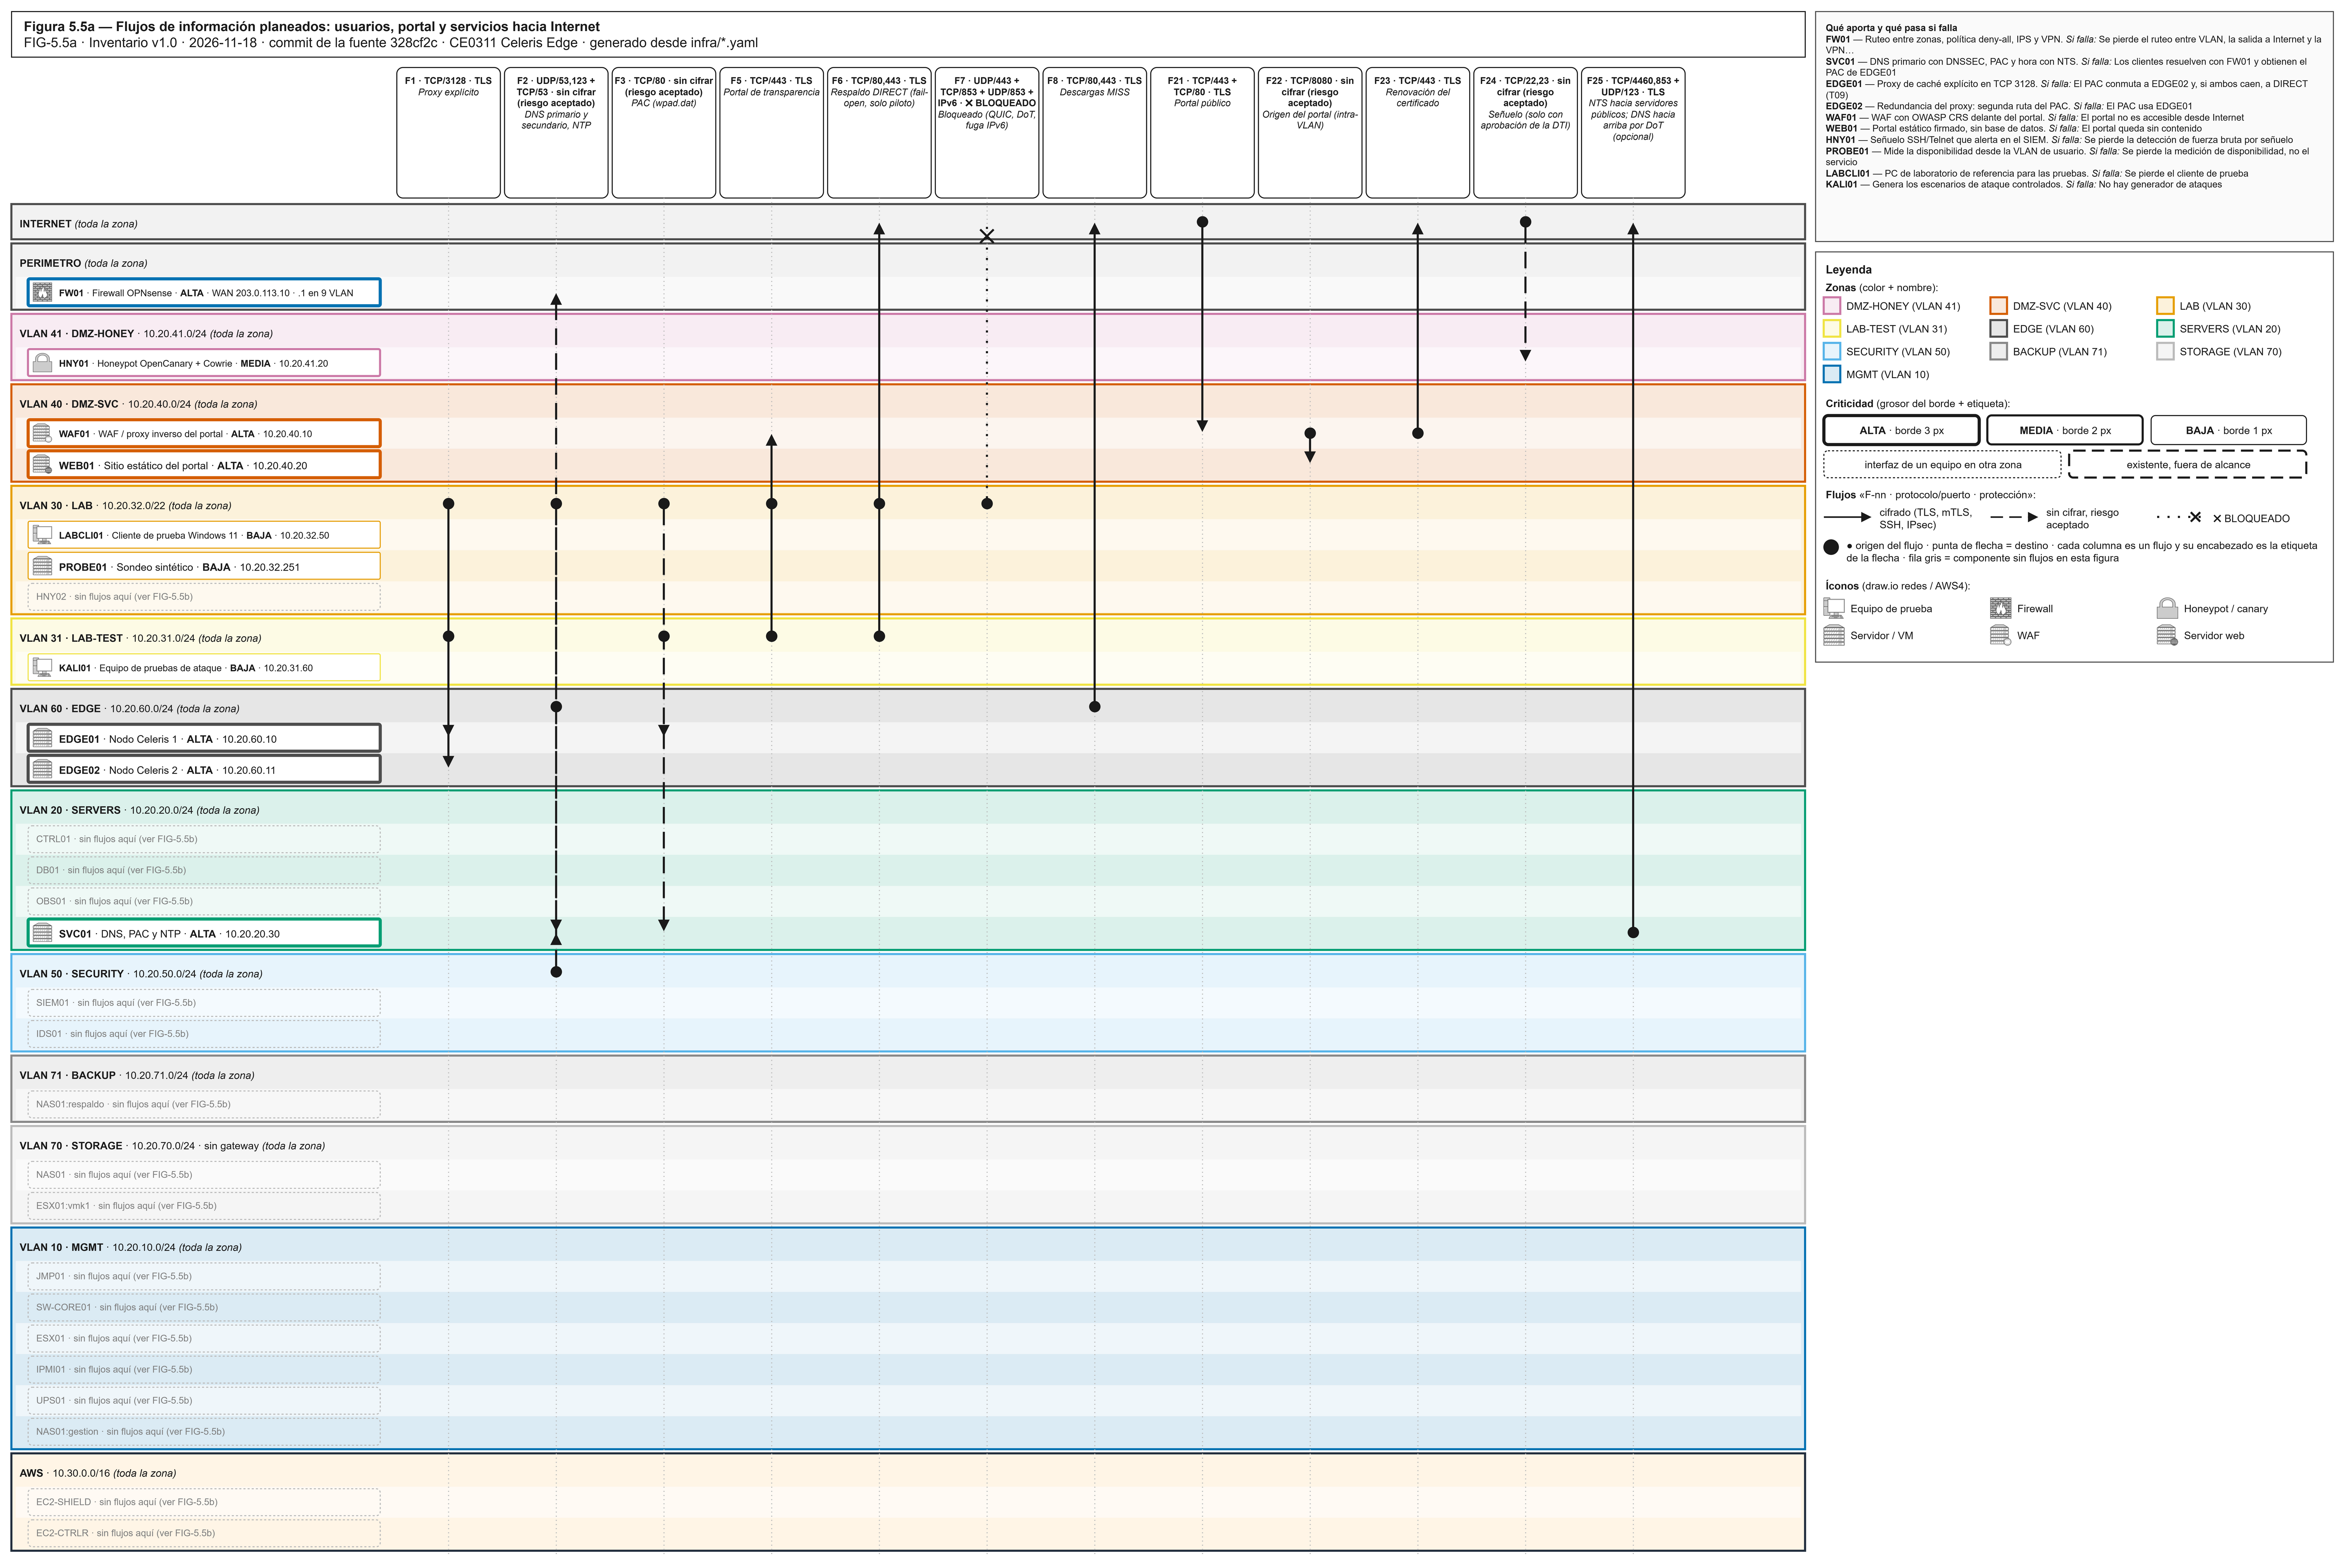 Figura 5.5a — Flujos de información planeados: usuarios, portal y servicios hacia Internet
FIG-5.5a · Inventario v1.0 · 2026-11-18 · commit de la fuente 328cf2c · CE0311 Celeris Edge · generado desde infra/*.yaml
F1 · TCP/3128 · TLS
Proxy explícito
F2 · UDP/53,123 +
TCP/53 · sin cifrar
(riesgo aceptado)
DNS primario y
secundario, NTP
F3 · TCP/80 · sin cifrar
(riesgo aceptado)
PAC (wpad.dat)
F5 · TCP/443 · TLS
Portal de transparencia
F6 · TCP/80,443 · TLS
Respaldo DIRECT (fail-
open, solo piloto)
F7 · UDP/443 +
TCP/853 + UDP/853 +
IPv6 · ✕ BLOQUEADO
Bloqueado (QUIC, DoT,
fuga IPv6)
F8 · TCP/80,443 · TLS
Descargas MISS
F21 · TCP/443 +
TCP/80 · TLS
Portal público
F22 · TCP/8080 · sin
cifrar (riesgo
aceptado)
Origen del portal (intra-
VLAN)
F23 · TCP/443 · TLS
Renovación del
certificado
F24 · TCP/22,23 · sin
cifrar (riesgo
aceptado)
Señuelo (solo con
aprobación de la DTI)
F25 · TCP/4460,853 +
UDP/123 · TLS
NTS hacia servidores
públicos; DNS hacia
arriba por DoT
(opcional)
INTERNET (toda la zona)
PERIMETRO (toda la zona)
FW01 · Firewall OPNsense · ALTA · WAN 203.0.113.10 · .1 en 9 VLAN
VLAN 41 · DMZ-HONEY · 10.20.41.0/24 (toda la zona)
HNY01 · Honeypot OpenCanary + Cowrie · MEDIA · 10.20.41.20
VLAN 40 · DMZ-SVC · 10.20.40.0/24 (toda la zona)
WAF01 · WAF / proxy inverso del portal · ALTA · 10.20.40.10
WEB01 · Sitio estático del portal · ALTA · 10.20.40.20
VLAN 30 · LAB · 10.20.32.0/22 (toda la zona)
LABCLI01 · Cliente de prueba Windows 11 · BAJA · 10.20.32.50
PROBE01 · Sondeo sintético · BAJA · 10.20.32.251
HNY02 · sin flujos aquí (ver FIG-5.5b)
VLAN 31 · LAB-TEST · 10.20.31.0/24 (toda la zona)
KALI01 · Equipo de pruebas de ataque · BAJA · 10.20.31.60
VLAN 60 · EDGE · 10.20.60.0/24 (toda la zona)
EDGE01 · Nodo Celeris 1 · ALTA · 10.20.60.10
EDGE02 · Nodo Celeris 2 · ALTA · 10.20.60.11
VLAN 20 · SERVERS · 10.20.20.0/24 (toda la zona)
CTRL01 · sin flujos aquí (ver FIG-5.5b)
DB01 · sin flujos aquí (ver FIG-5.5b)
OBS01 · sin flujos aquí (ver FIG-5.5b)
SVC01 · DNS, PAC y NTP · ALTA · 10.20.20.30
VLAN 50 · SECURITY · 10.20.50.0/24 (toda la zona)
SIEM01 · sin flujos aquí (ver FIG-5.5b)
IDS01 · sin flujos aquí (ver FIG-5.5b)
VLAN 71 · BACKUP · 10.20.71.0/24 (toda la zona)
NAS01:respaldo · sin flujos aquí (ver FIG-5.5b)
VLAN 70 · STORAGE · 10.20.70.0/24 · sin gateway (toda la zona)
NAS01 · sin flujos aquí (ver FIG-5.5b)
ESX01:vmk1 · sin flujos aquí (ver FIG-5.5b)
VLAN 10 · MGMT · 10.20.10.0/24 (toda la zona)
JMP01 · sin flujos aquí (ver FIG-5.5b)
SW-CORE01 · sin flujos aquí (ver FIG-5.5b)
ESX01 · sin flujos aquí (ver FIG-5.5b)
IPMI01 · sin flujos aquí (ver FIG-5.5b)
UPS01 · sin flujos aquí (ver FIG-5.5b)
NAS01:gestion · sin flujos aquí (ver FIG-5.5b)
AWS · 10.30.0.0/16 (toda la zona)
EC2-SHIELD · sin flujos aquí (ver FIG-5.5b)
EC2-CTRLR · sin flujos aquí (ver FIG-5.5b)
Qué aporta y qué pasa si falla
FW01 — Ruteo entre zonas, política deny-all, IPS y VPN. Si falla: Se pierde el ruteo entre VLAN, la salida a Internet y la
VPN…
SVC01 — DNS primario con DNSSEC, PAC y hora con NTS. Si falla: Los clientes resuelven con FW01 y obtienen el
PAC de EDGE01
EDGE01 — Proxy de caché explícito en TCP 3128. Si falla: El PAC conmuta a EDGE02 y, si ambos caen, a DIRECT
(T09)
EDGE02 — Redundancia del proxy: segunda ruta del PAC. Si falla: El PAC usa EDGE01
WAF01 — WAF con OWASP CRS delante del portal. Si falla: El portal no es accesible desde Internet
WEB01 — Portal estático firmado, sin base de datos. Si falla: El portal queda sin contenido
HNY01 — Señuelo SSH/Telnet que alerta en el SIEM. Si falla: Se pierde la detección de fuerza bruta por señuelo
PROBE01 — Mide la disponibilidad desde la VLAN de usuario. Si falla: Se pierde la medición de disponibilidad, no el
servicio
LABCLI01 — PC de laboratorio de referencia para las pruebas. Si falla: Se pierde el cliente de prueba
KALI01 — Genera los escenarios de ataque controlados. Si falla: No hay generador de ataques
Leyenda
Zonas (color + nombre):
DMZ-HONEY (VLAN 41)
DMZ-SVC (VLAN 40)
LAB (VLAN 30)
LAB-TEST (VLAN 31)
EDGE (VLAN 60)
SERVERS (VLAN 20)
SECURITY (VLAN 50)
BACKUP (VLAN 71)
STORAGE (VLAN 70)
MGMT (VLAN 10)
Criticidad (grosor del borde + etiqueta):
ALTA · borde 3 px
MEDIA · borde 2 px
BAJA · borde 1 px
interfaz de un equipo en otra zona
existente, fuera de alcance
Flujos «F-nn · protocolo/puerto · protección»:
cifrado (TLS, mTLS,
SSH, IPsec)
sin cifrar, riesgo
aceptado
✕ BLOQUEADO
● origen del flujo · punta de flecha = destino · cada columna es un flujo y su encabezado es la etiqueta
de la flecha · fila gris = componente sin flujos en esta figura
Íconos (draw.io redes / AWS4):
Equipo de prueba
Firewall
Honeypot / canary
Servidor / VM
WAF
Servidor web